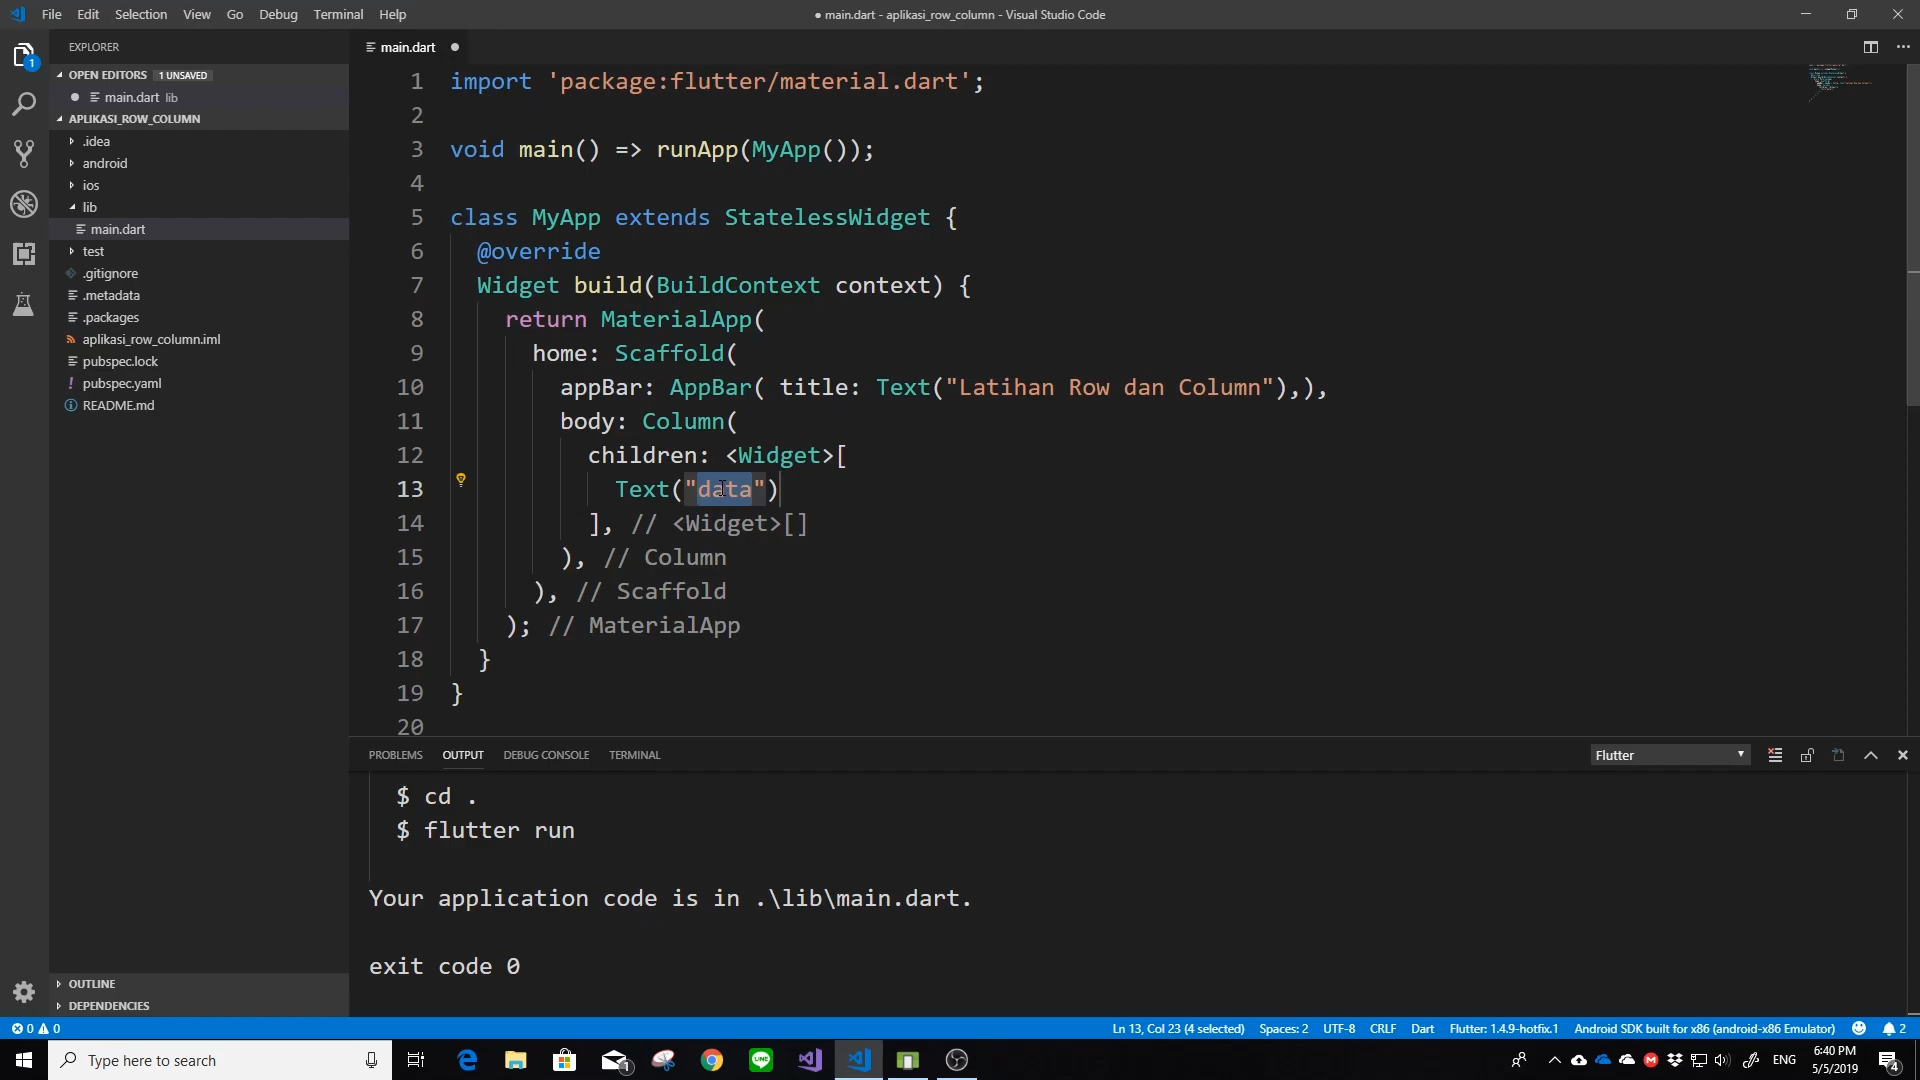 File Edit Selection View Go Debug Terminal Help
● main.dart - aplikasi_row_column - Visual Studio Code
EXPLORER
OPEN EDITORS 1 UNSAVED
main.dart lib
APLIKASI_ROW_COLUMN
.idea
android
ios
lib
main.dart
test
.gitignore
.metadata
.packages
aplikasi_row_column.iml
pubspec.lock
! pubspec.yaml
README.md
OUTLINE
DEPENDENCIES
1
main.dart
1 import 'package:flutter/material.dart';
2
3 void main() => runApp(MyApp());
4
5 class MyApp extends StatelessWidget {
6 @override
7 Widget build(BuildContext context) {
8 return MaterialApp(
9 home: Scaffold(
10 appBar: AppBar( title: Text("Latihan Row dan Column"),),
11 body: Column(
12 children: <Widget>[
13 Text("data")
14 ], // <Widget>[]
15 ), // Column
16 ), // Scaffold
17 ); // MaterialApp
18 }
19 }
20
PROBLEMS OUTPUT DEBUG CONSOLE TERMINAL
Flutter
$ cd .
$ flutter run
Your application code is in .\lib\main.dart.
exit code 0
0 0
Ln 13, Col 23 (4 selected) Spaces: 2 UTF-8 CRLF Dart Flutter: 1.4.9-hotfix.1 Android SDK built for x86 (android-x86 Emulator) 2
Type here to search
1
LINE
ENG
6:40 PM
5/5/2019
4